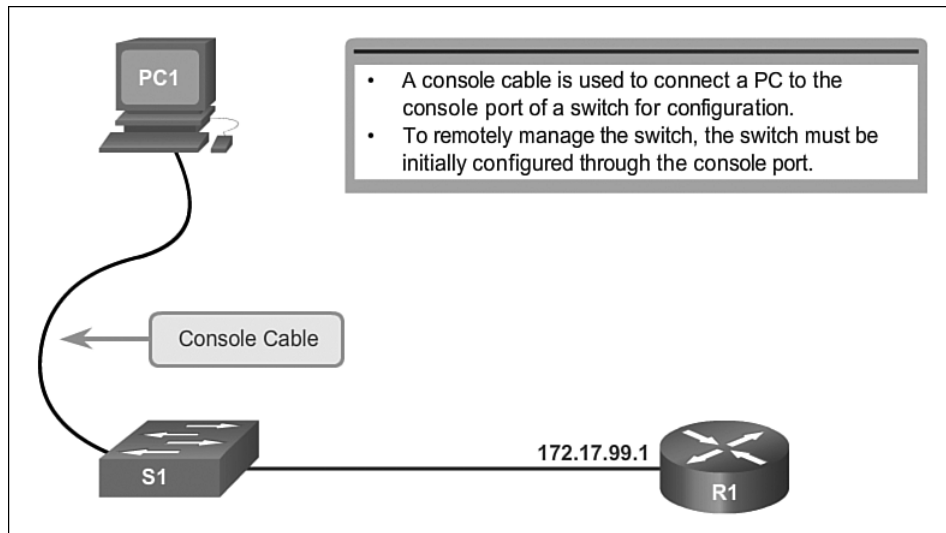 PC1
• A console cable is used to connect a PC to the
console port of a switch for configuration.
• To remotely manage the switch, the switch must be
initially configured through the console port.
Console Cable
172.17.99.1
S1
R1